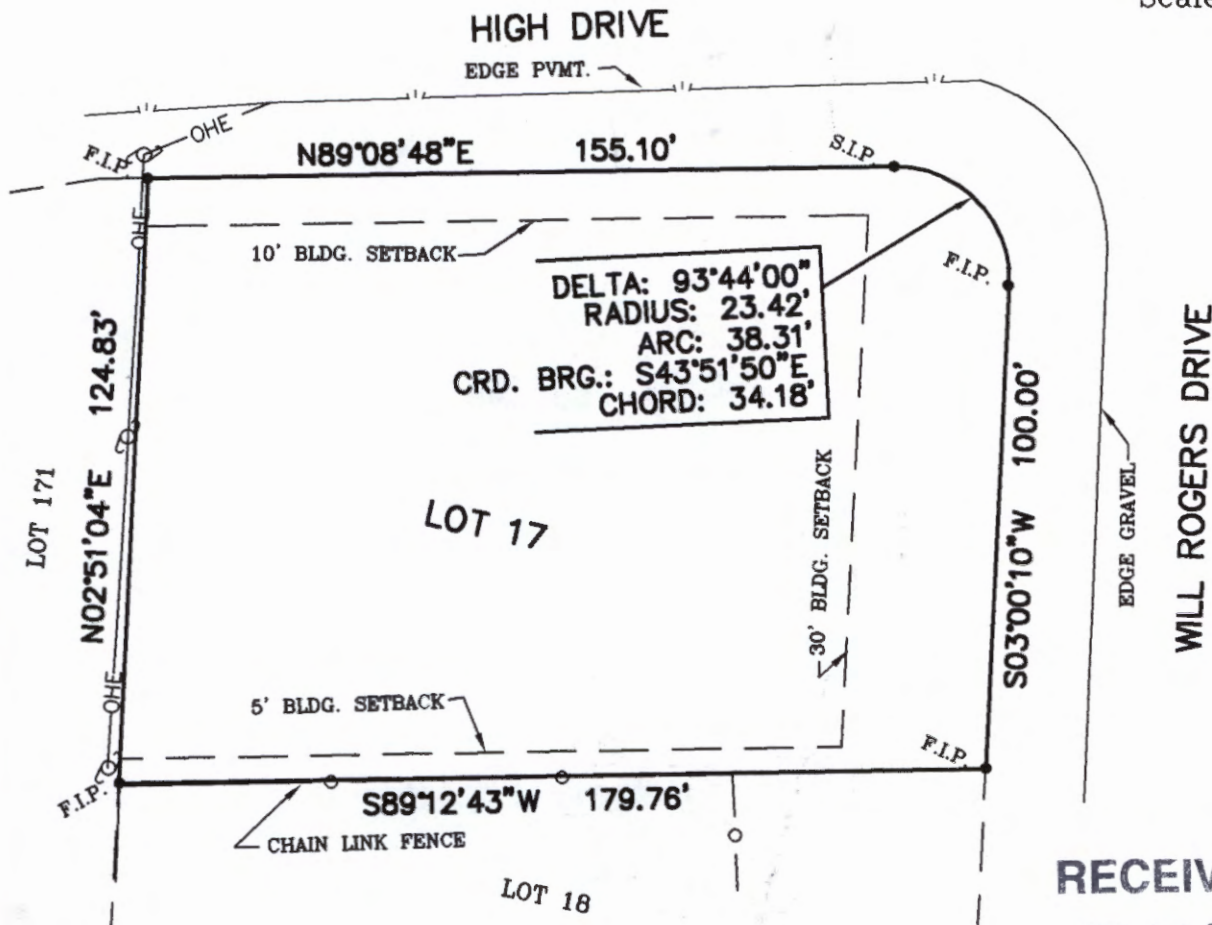 Scale
HIGH DRIVE
EDGE PVMT.
OHE
F.I.P.
N89°08'48"E 155.10'
S.I.P.
OHE
10' BLDG. SETBACK
F.I.P.
DELTA: 93°44'00"
RADIUS: 23.42'
ARC: 38.31'
CRD. BRG.: S43°51'50"E
CHORD: 34.18'
LOT 171
N02°51'04"E 124.83'
LOT 17
30' BLDG. SETBACK
S03°00'10"W 100.00'
EDGE GRAVEL
WILL ROGERS DRIVE
OHE
5' BLDG. SETBACK
F.I.P.
F.I.P.
S89°12'43"W 179.76'
CHAIN LINK FENCE
LOT 18
RECEIV